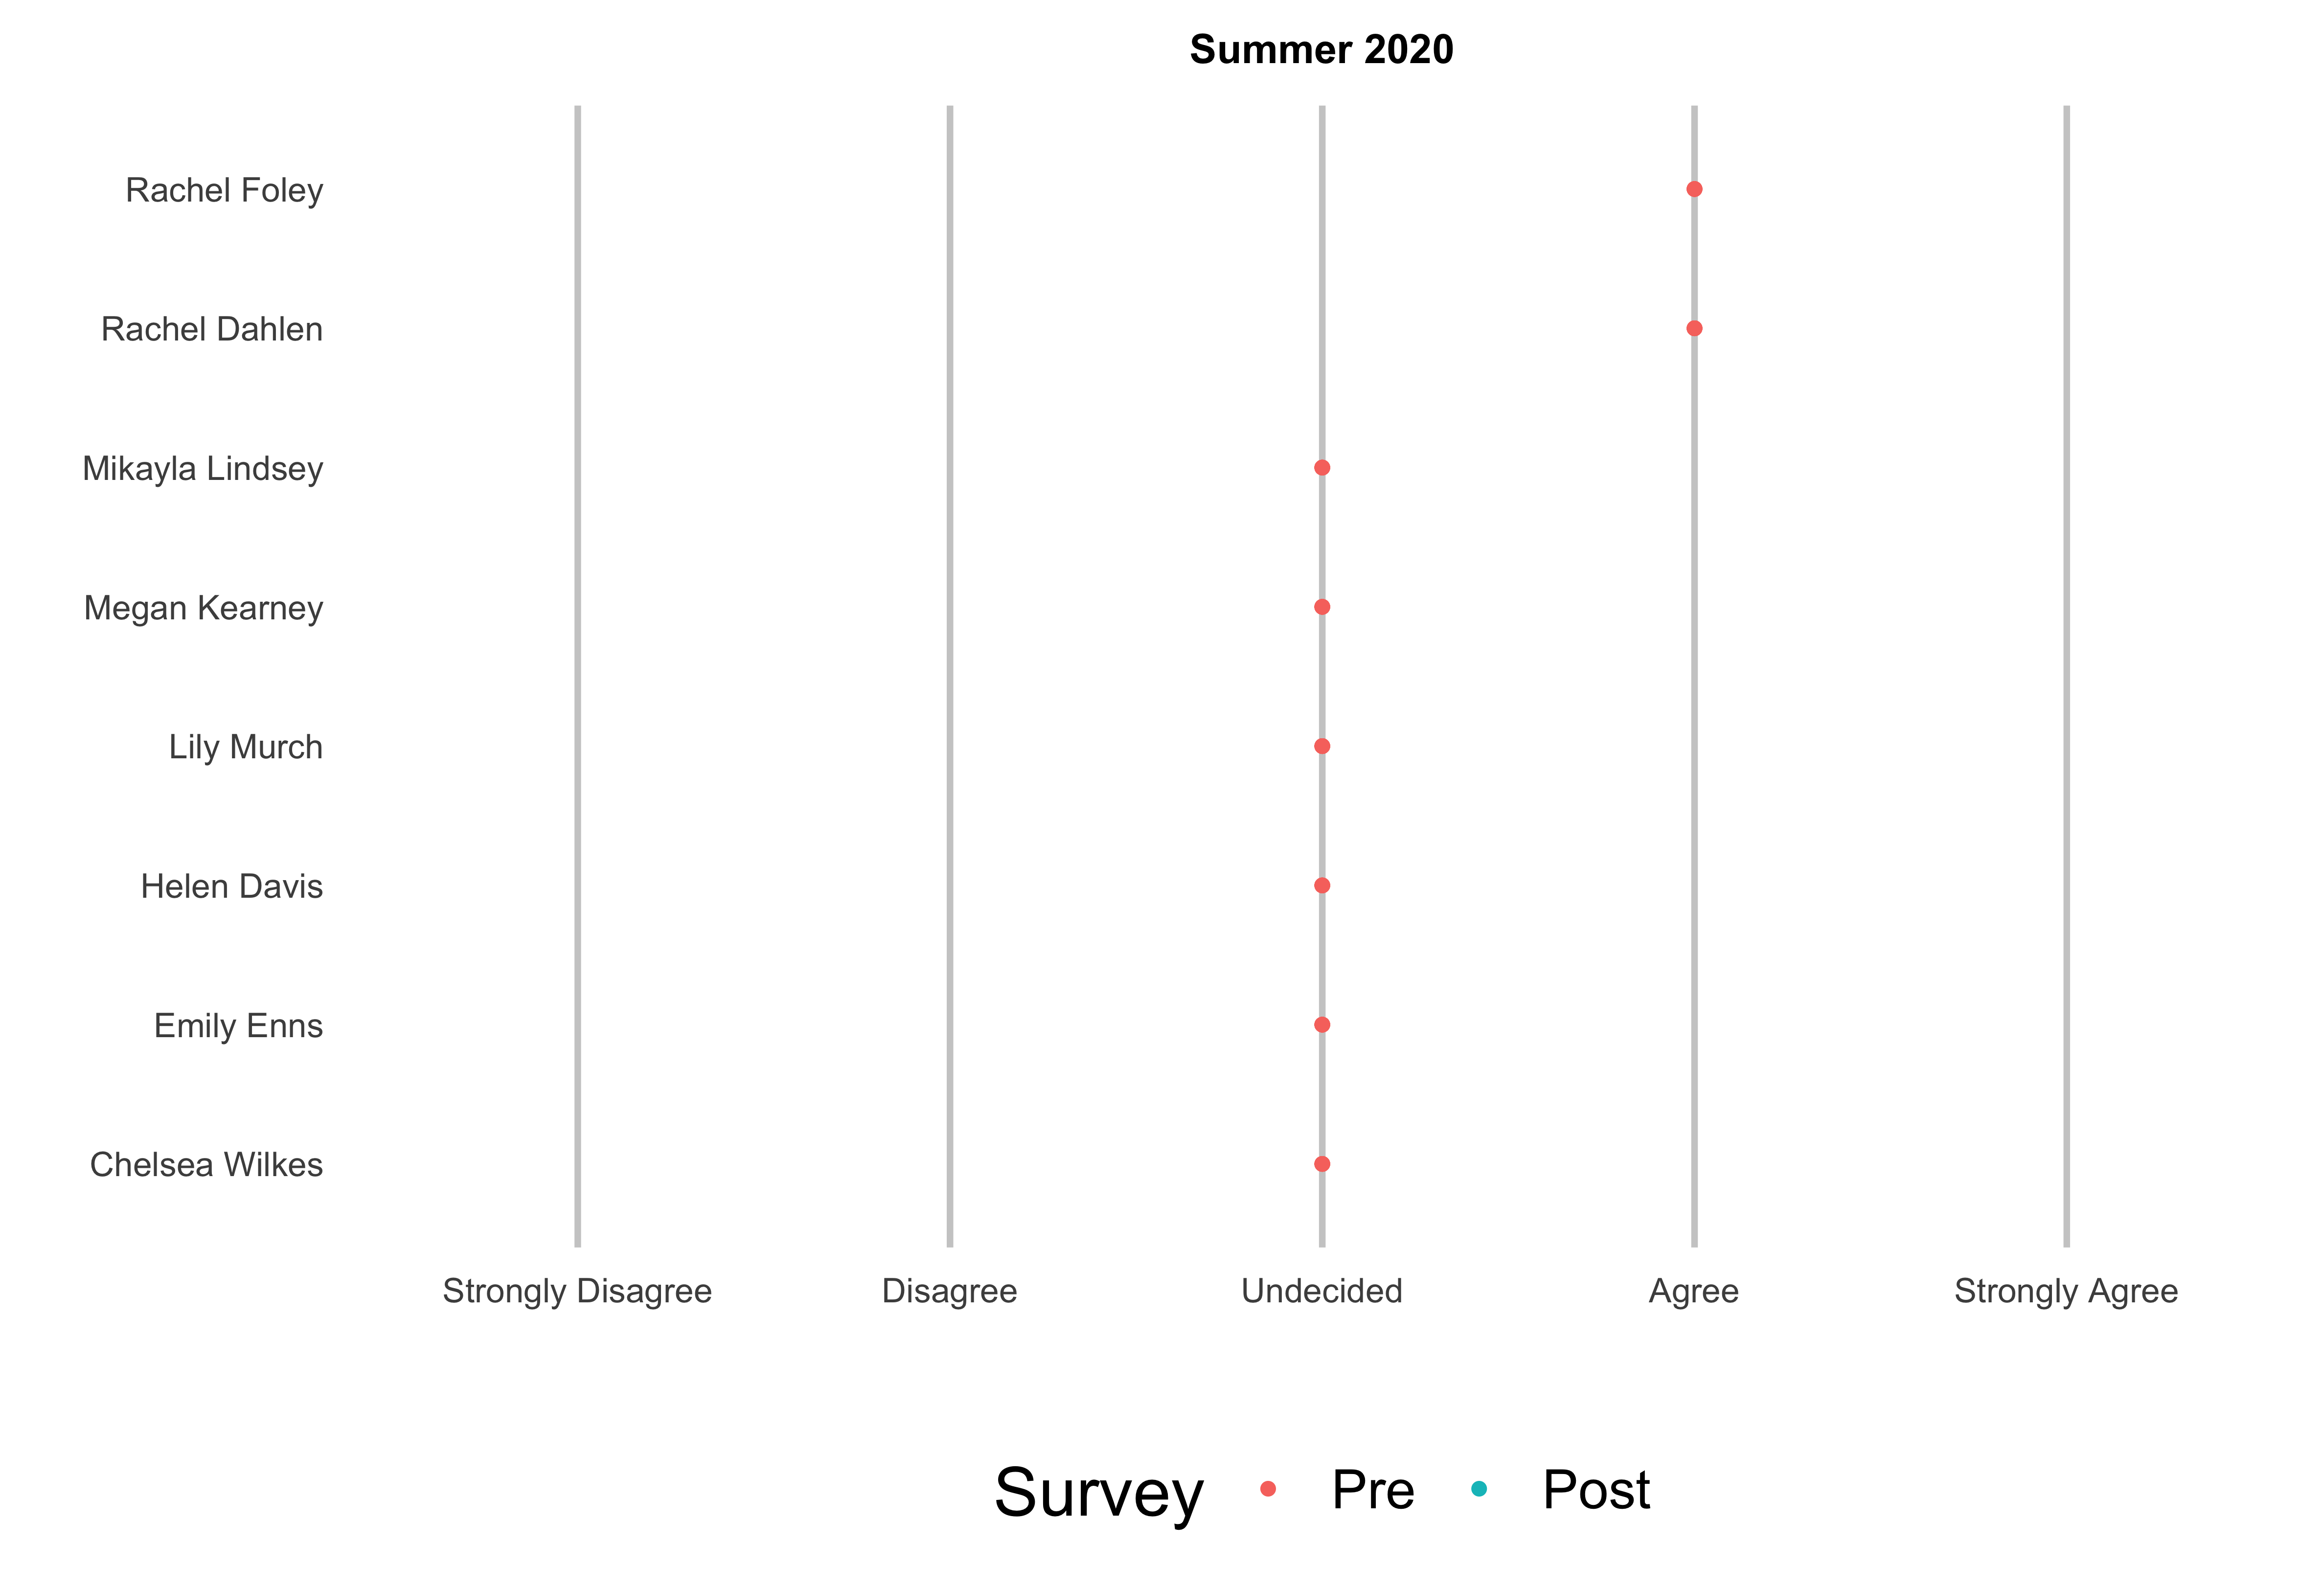 Summer 2020
Rachel Foley
Rachel Dahlen
Mikayla Lindsey
Megan Kearney
Lily Murch
Helen Davis
Emily Enns
Chelsea Wilkes
Strongly Disagree Disagree Undecided Agree Strongly Agree
Survey Pre Post